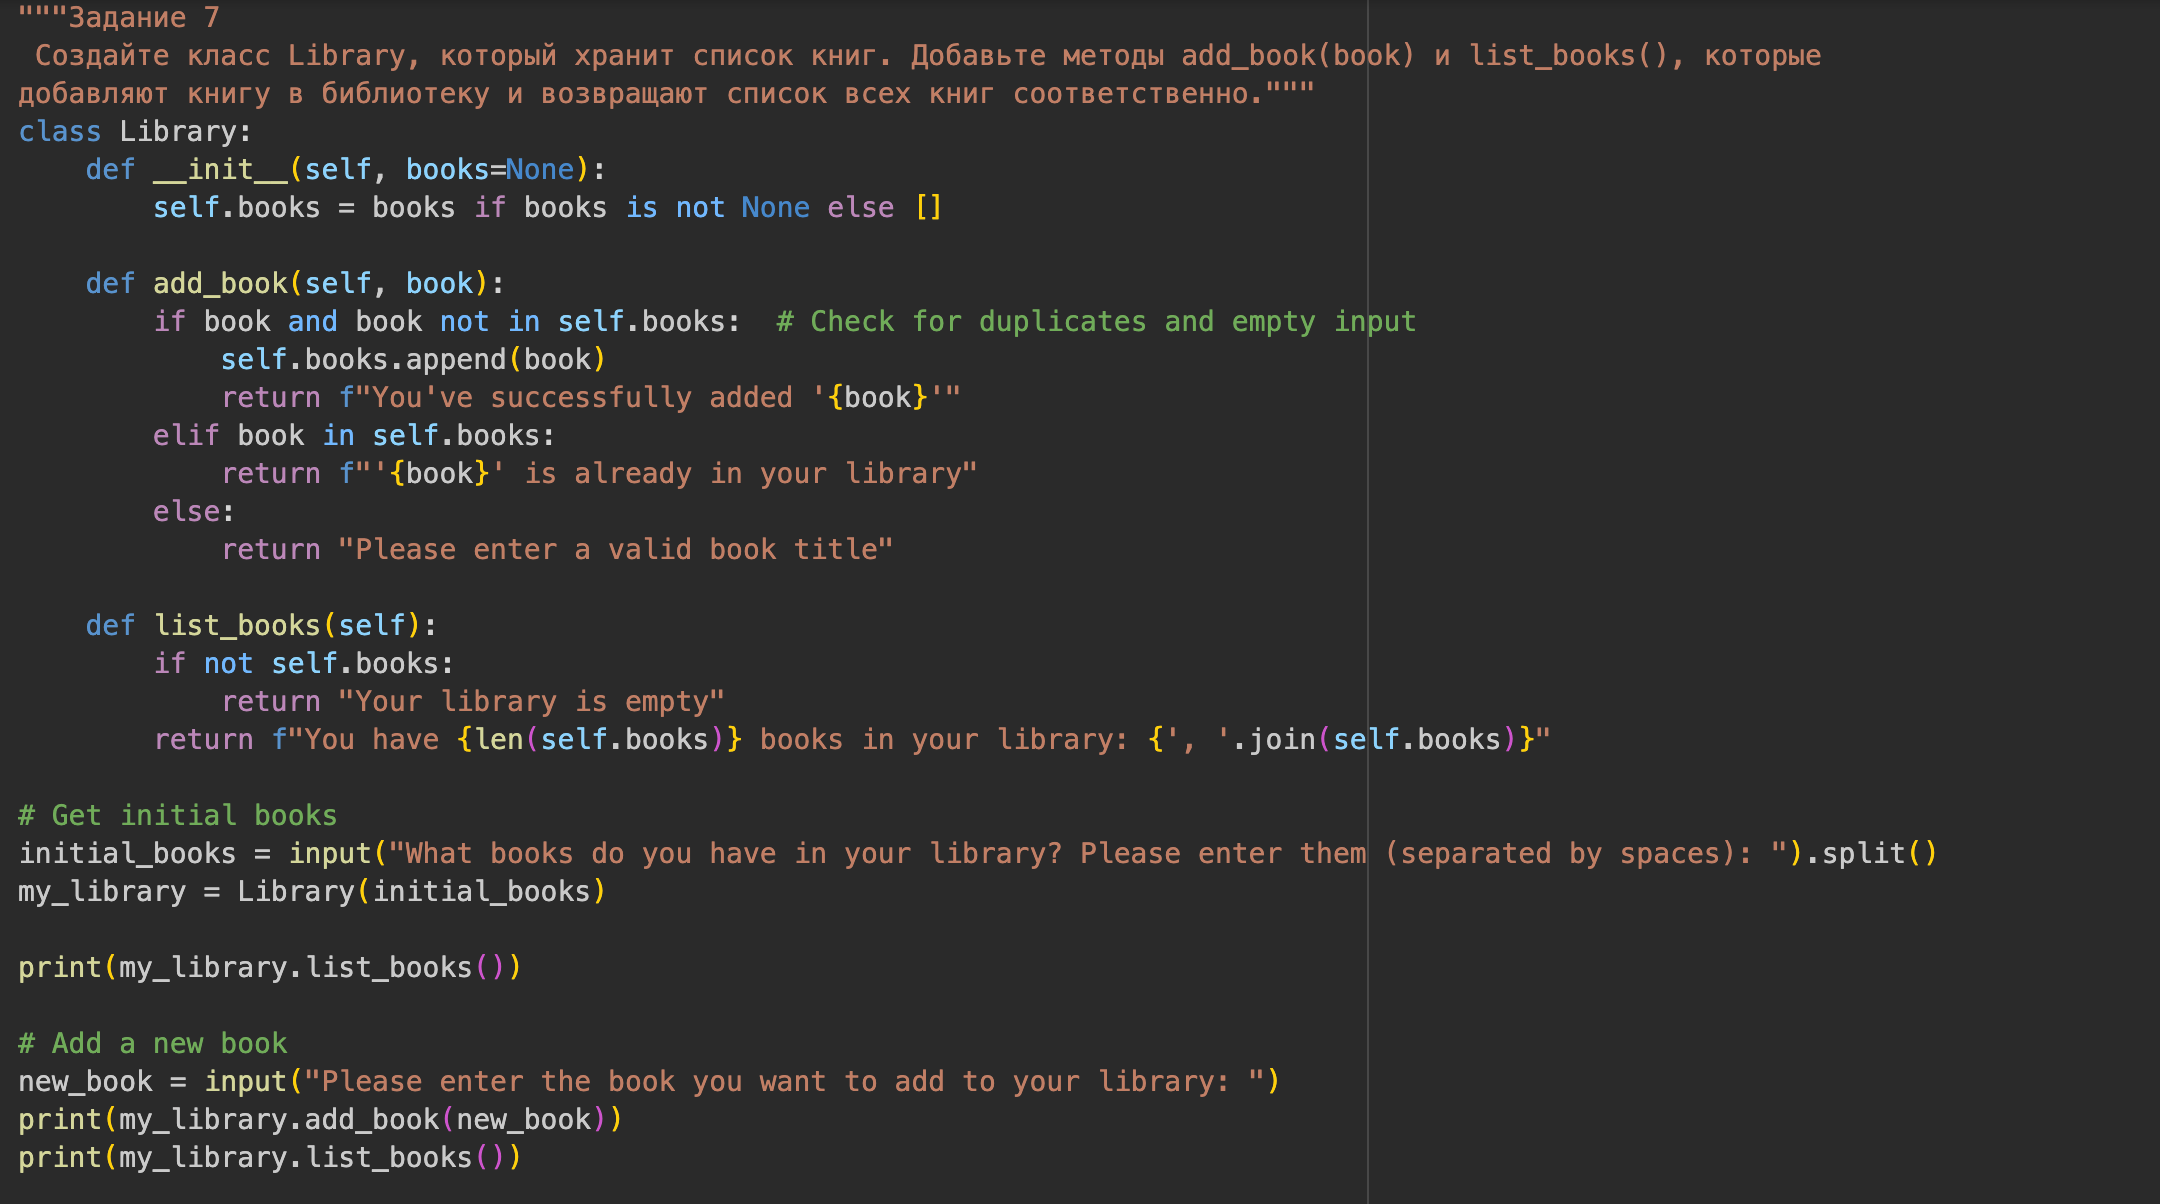 """Задание 7
 Создайте класс Library, который хранит список книг. Добавьте методы add_book(book) и list_books(), которые
добавляют книгу в библиотеку и возвращают список всех книг соответственно."""
class Library:
    def __init__(self, books=None):
        self.books = books if books is not None else []

    def add_book(self, book):
        if book and book not in self.books:  # Check for duplicates and empty input
            self.books.append(book)
            return f"You've successfully added '{book}'"
        elif book in self.books:
            return f"'{book}' is already in your library"
        else:
            return "Please enter a valid book title"

    def list_books(self):
        if not self.books:
            return "Your library is empty"
        return f"You have {len(self.books)} books in your library: {', '.join(self.books)}"

# Get initial books
initial_books = input("What books do you have in your library? Please enter them (separated by spaces): ").split()
my_library = Library(initial_books)

print(my_library.list_books())

# Add a new book
new_book = input("Please enter the book you want to add to your library: ")
print(my_library.add_book(new_book))
print(my_library.list_books())